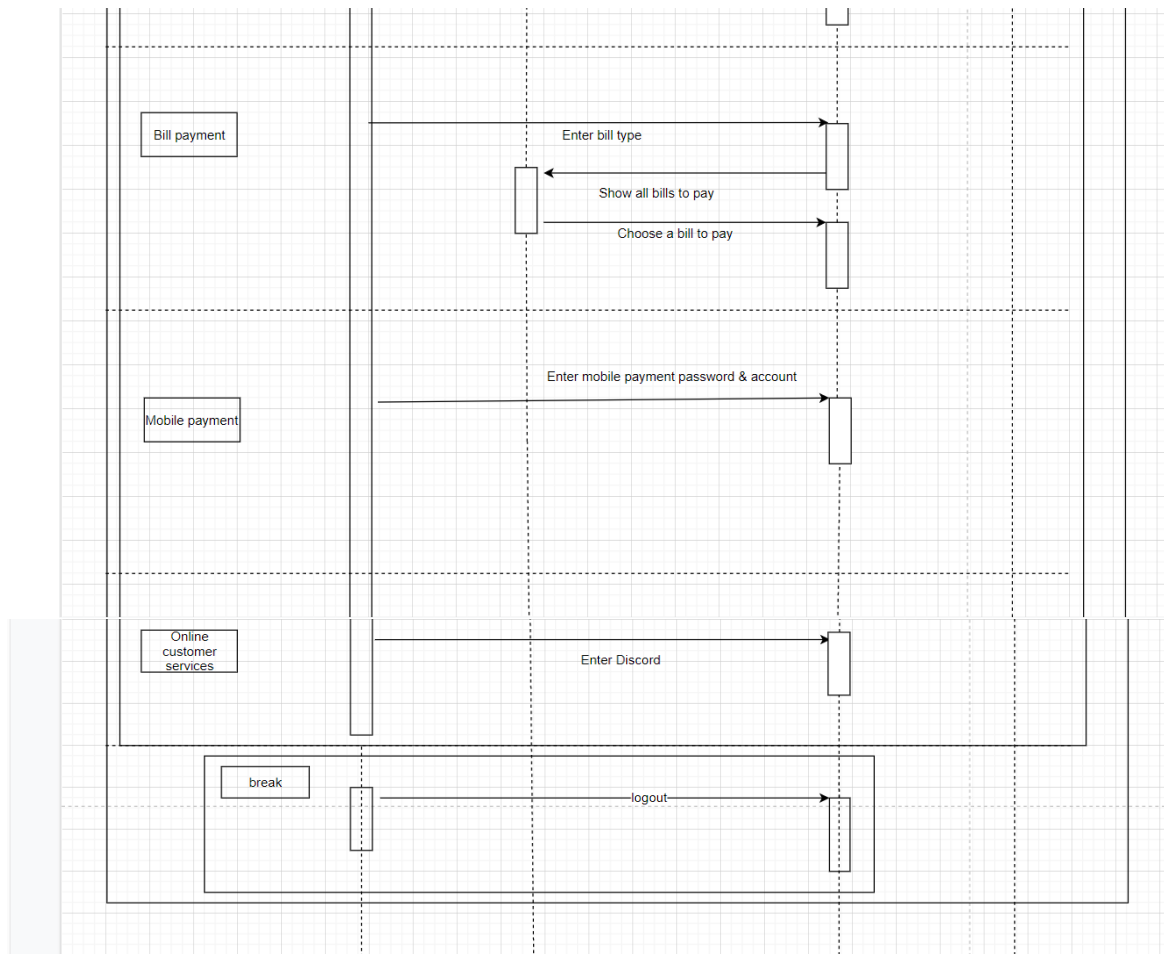 Bill payment
Enter bill type
Show all bills to pay
Choose a bill to pay
Enter mobile payment password & account
Mobile payment
Online
customer
services
Enter Discord
break
logout